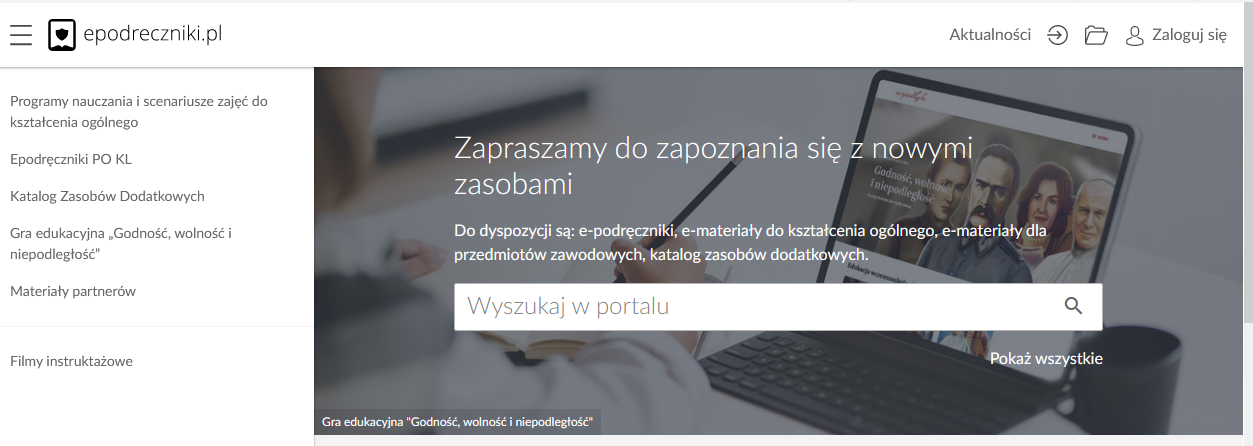 epodreczniki.pl
Aktualności
Zaloguj się
Programy nauczania i scenariusze zajęć do
kształcenia ogólnego
Epodręczniki PO KL
Katalog Zasobów Dodatkowych
Gra edukacyjna „Godność, wolność i
niepodległość”
Materiały partnerów
Filmy instruktażowe
Zapraszamy do zapoznania się z nowymi
zasobami
Do dyspozycji są: e-podręczniki, e-materiały do kształcenia ogólnego, e-materiały dla
przedmiotów zawodowych, katalog zasobów dodatkowych.
Wyszukaj w portalu
Pokaż wszystkie
Godność, wolność
i niepodległość
Gra edukacyjna "Godność, wolność i niepodległość"